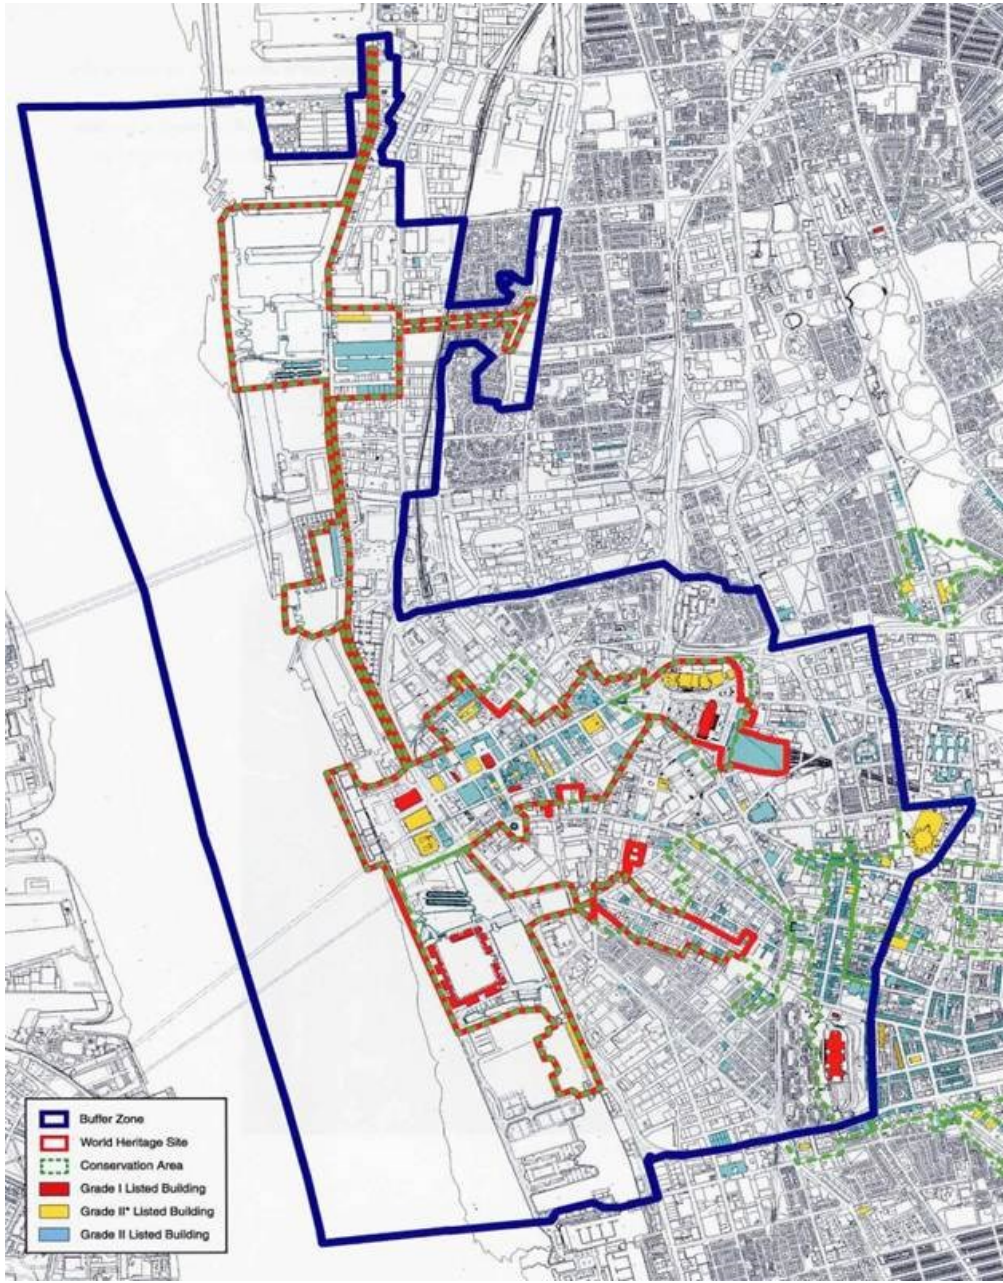 Buffer Zone
World Heritage Site
Conservation Area
Grade I Listed Building
Grade II* Listed Building
Grade II Listed Building